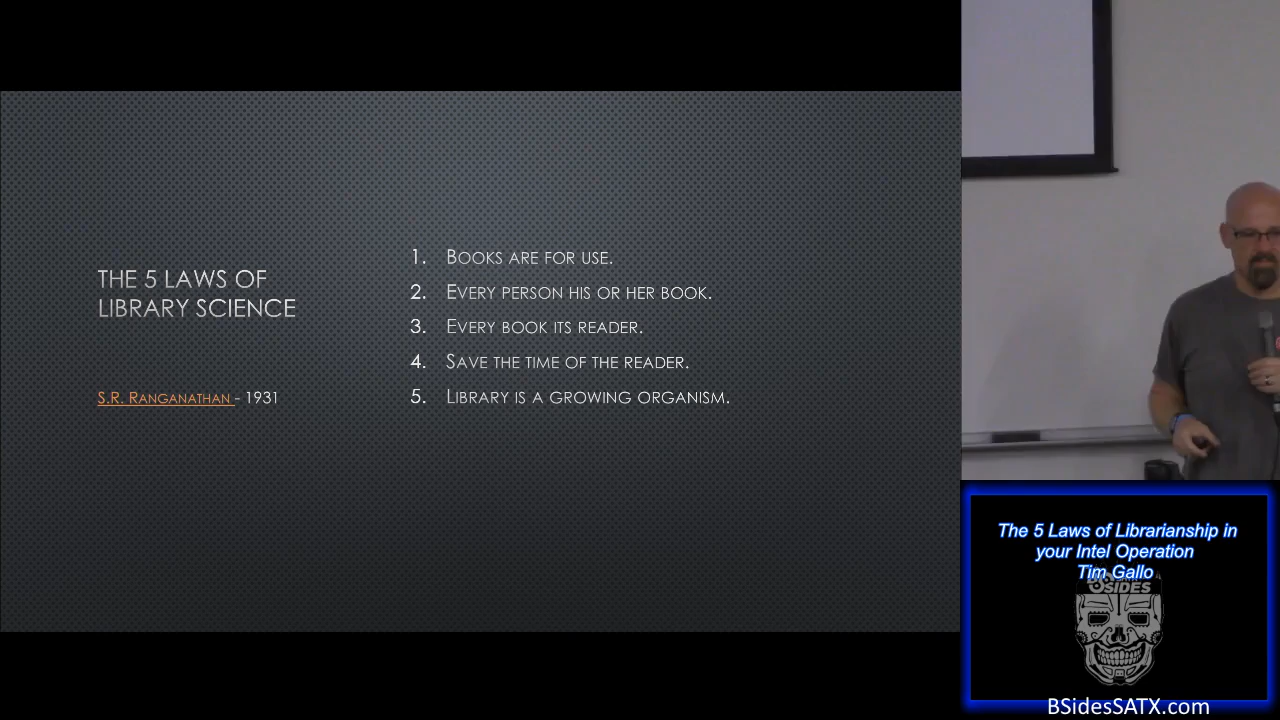 THE 5 LAWS OF
LIBRARY SCIENCE
S.R. RANGANATHAN - 1931
1. BOOKS ARE FOR USE.
2. EVERY PERSON HIS OR HER BOOK.
3. EVERY BOOK ITS READER.
4. SAVE THE TIME OF THE READER.
5. LIBRARY IS A GROWING ORGANISM.
The 5 Laws of Librarianship in
your Intel Operation
Tim Gallo
SIDES
BSidesSATX.com